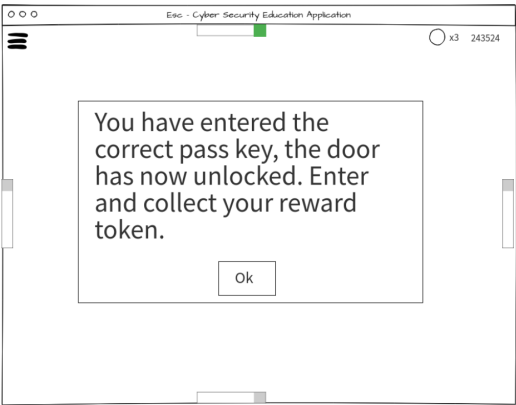 Esc - Cyber Security Education Application
x3 243524
You have entered the
correct pass key, the door
has now unlocked. Enter
and collect your reward
token.
Ok